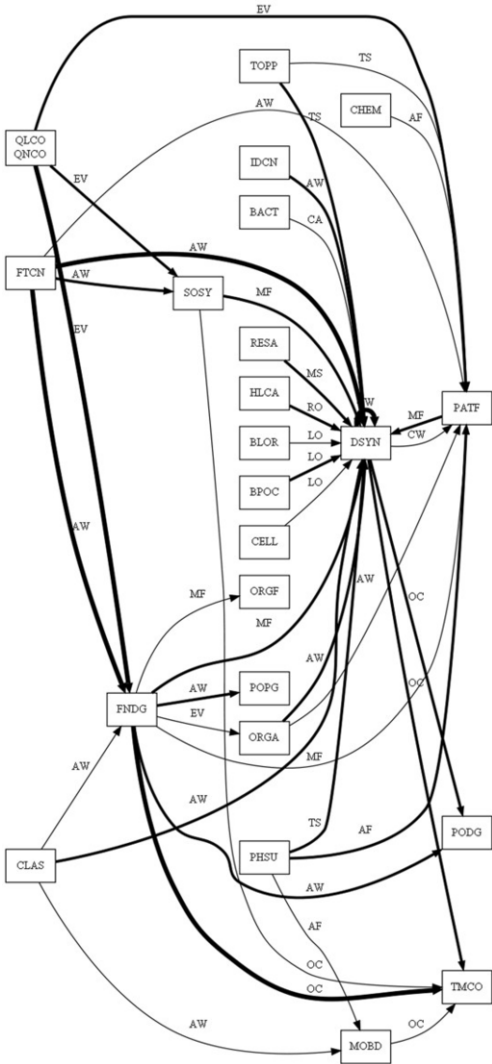 EV
TOPP
TS
CHEM
AW
AF
TS
QLCO
QNCO
IDCN
EV
AW
BACT
CA
AW
FTCN
AW
SOSY
MF
EV
RESA
MS
HLCA
RO
W
PATF
MF
BLOR
LO
DSYN
CW
LO
BPOC
LO
CELL
AW
AW
ORGF
MF
OC
MF
AW
POPG
AW
OC
FNDG
EV
ORGA
MF
AW
AW
TS
AF
PODG
CLAS
PHSU
AW
AF
OC
OC
TMCO
AW
OC
MOBD